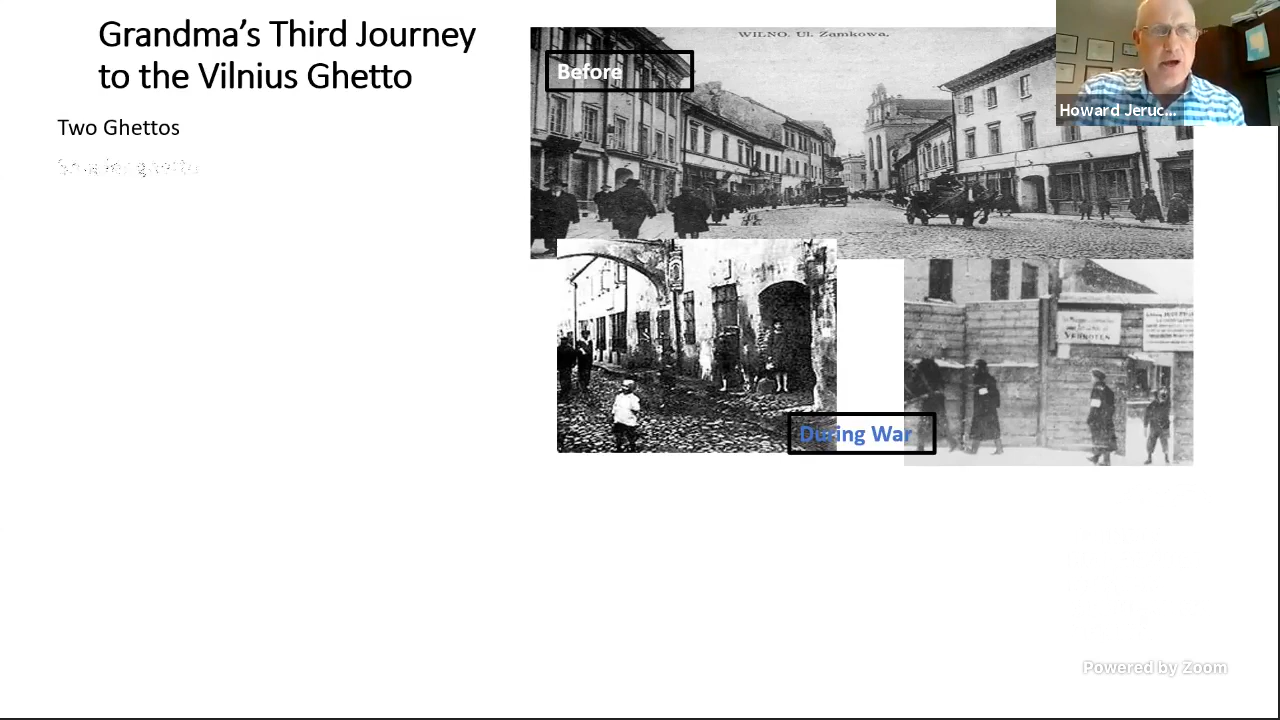 Grandma's Third Journey
to the Vilnius Ghetto
Two Ghettos
WILNO. Ul. Zamkowa.
Before
Howard Jeruc...
VERBOTEN
During War
Powered by Zoom